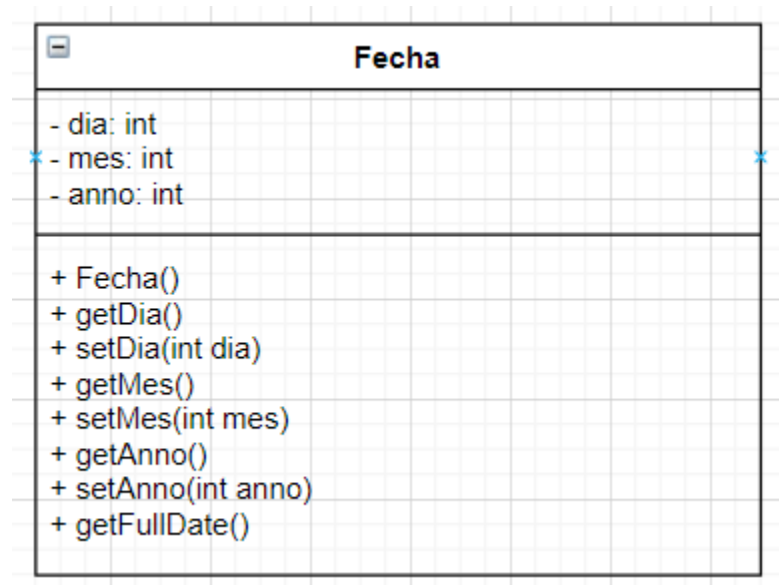 Fecha
- dia: int
- mes: int
- anno: int
+ Fecha()
+ getDia()
+ setDia(int dia)
+ getMes()
+ setMes(int mes)
+ getAnno()
+ setAnno(int anno)
+ getFullDate()